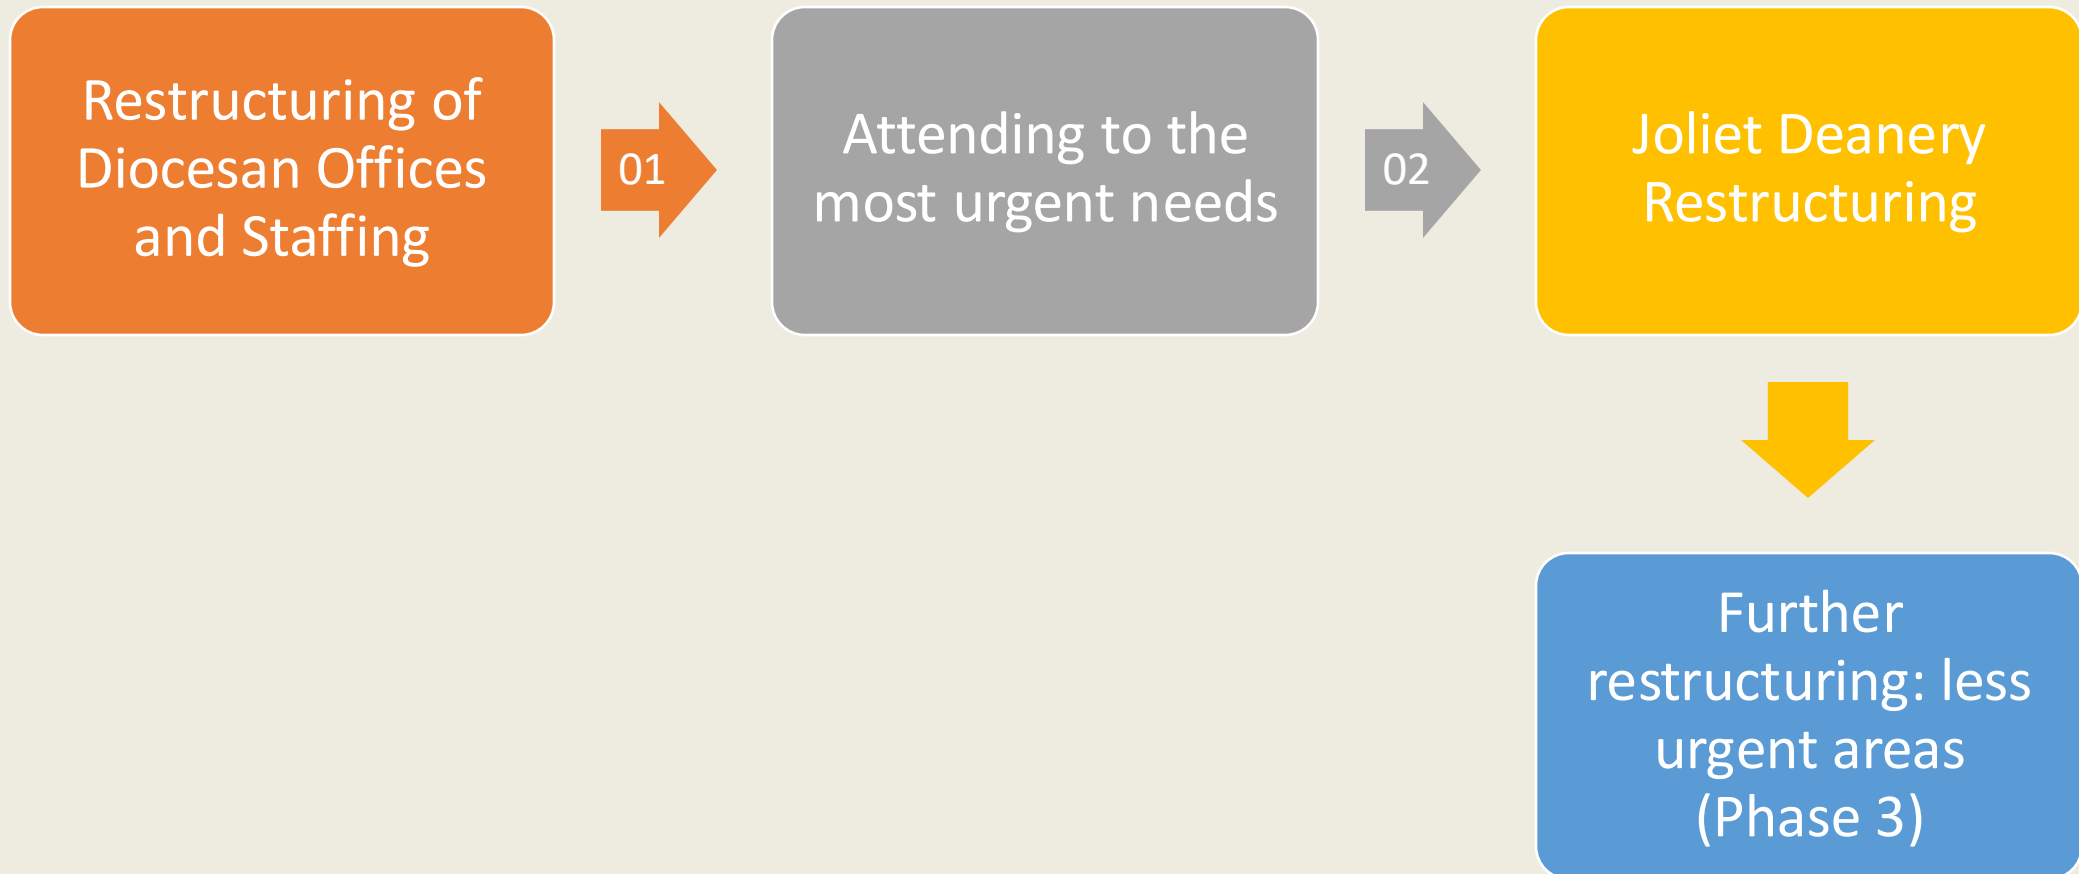 Restructuring of
Diocesan Offices
and Staffing
01
Attending to the
most urgent needs
02
Joliet Deanery
Restructuring
Further
restructuring: less
urgent areas
(Phase 3)